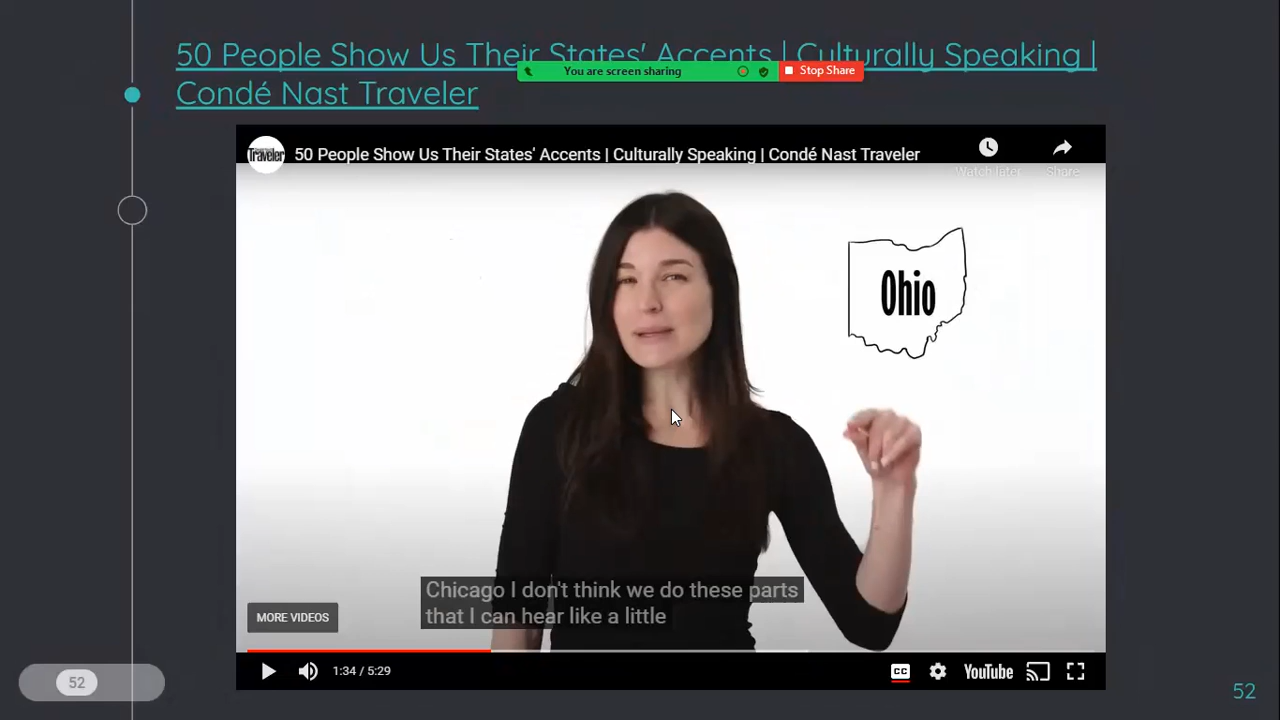 50 People Show Us Their States' Accents | Culturally Speaking |
Condé Nast Traveler
You are screen sharing
Stop Share
Traveler
50 People Show Us Their States' Accents | Culturally Speaking | Condé Nast Traveler
Watch later
Share
Ohio
Chicago I don't think we do these parts
that I can hear like a little
MORE VIDEOS
1:34 / 5:29
CC
YouTube
52
52